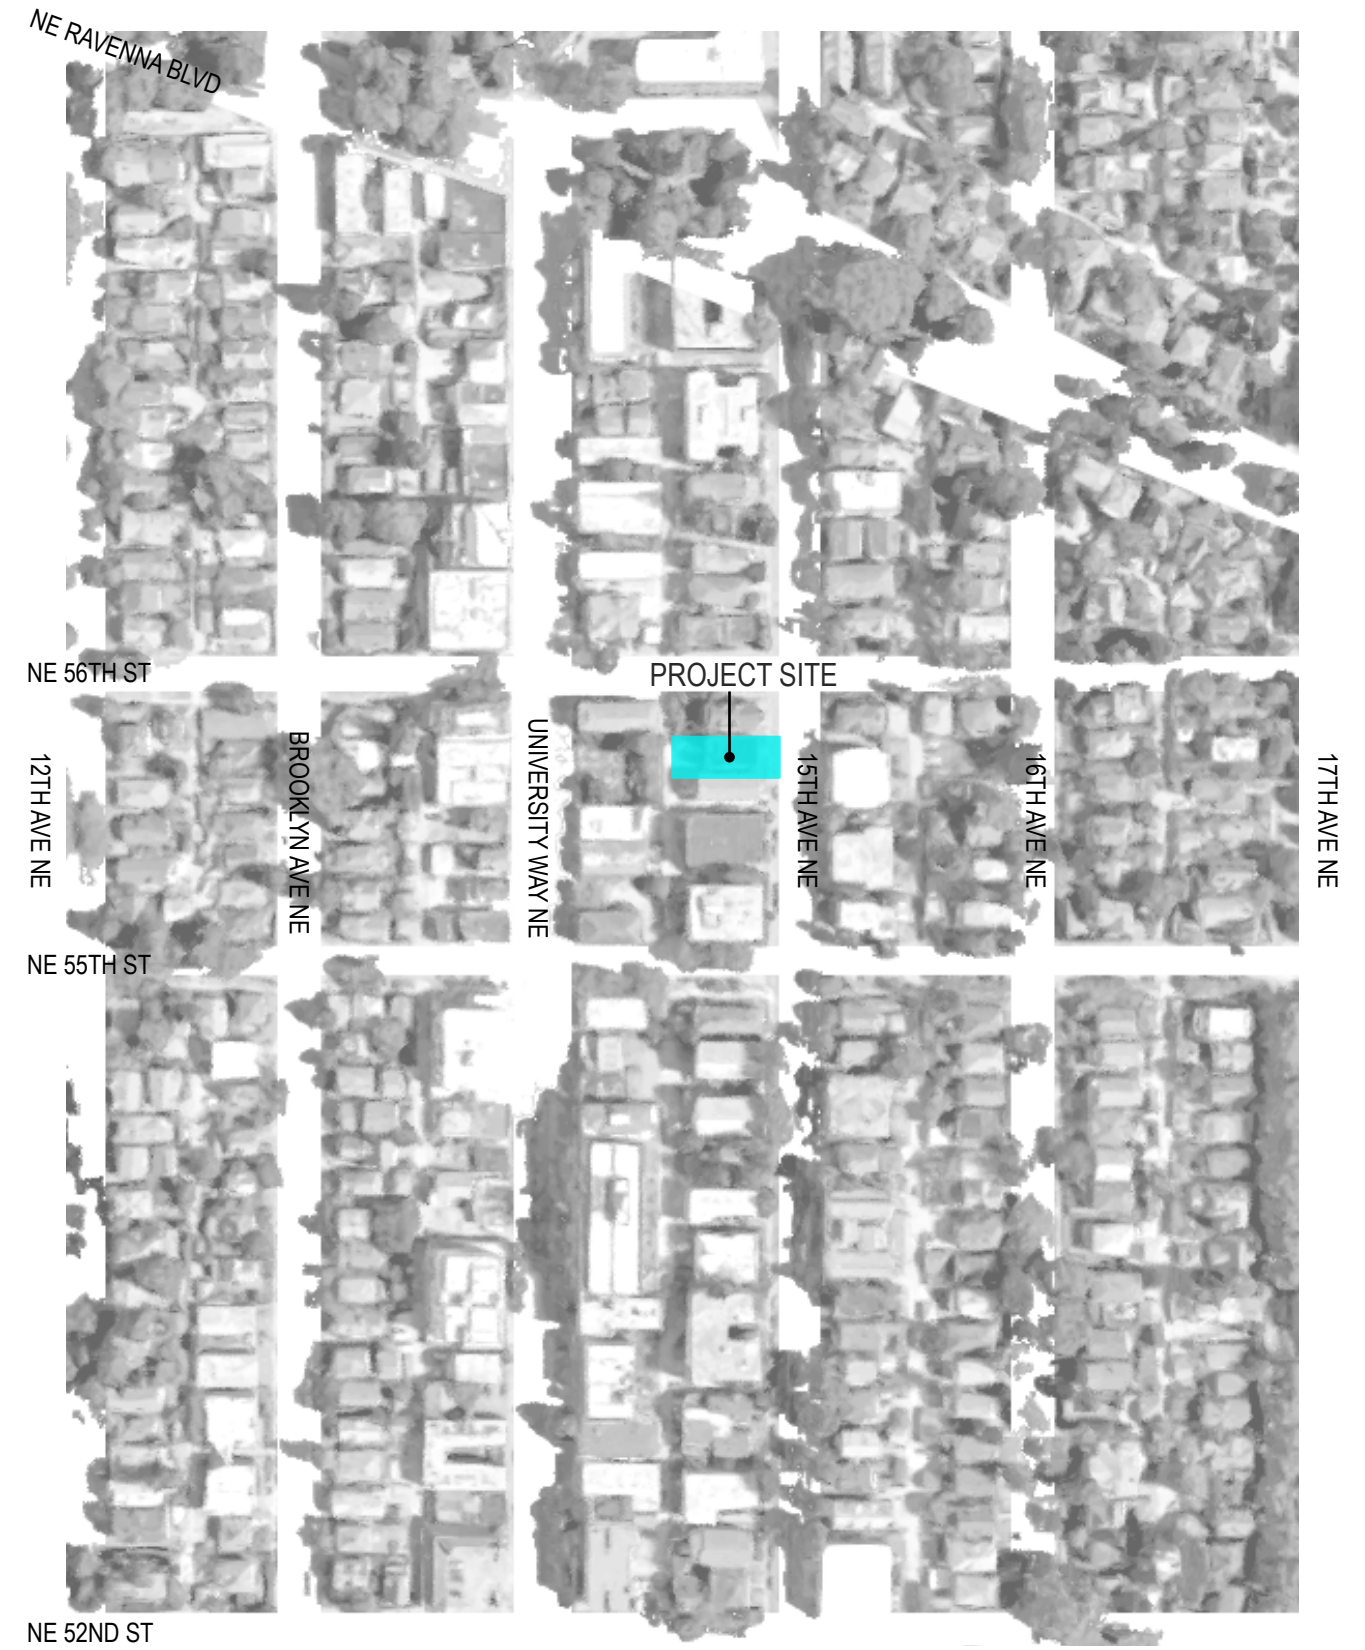 NE RAVENNA BLVD
NE 56TH ST
PROJECT SITE
12TH AVE NE
BROOKLYN AVE NE
UNIVERSITY WAY NE
15TH AVE NE
16TH AVE NE
17TH AVE NE
NE 55TH ST
NE 52ND ST